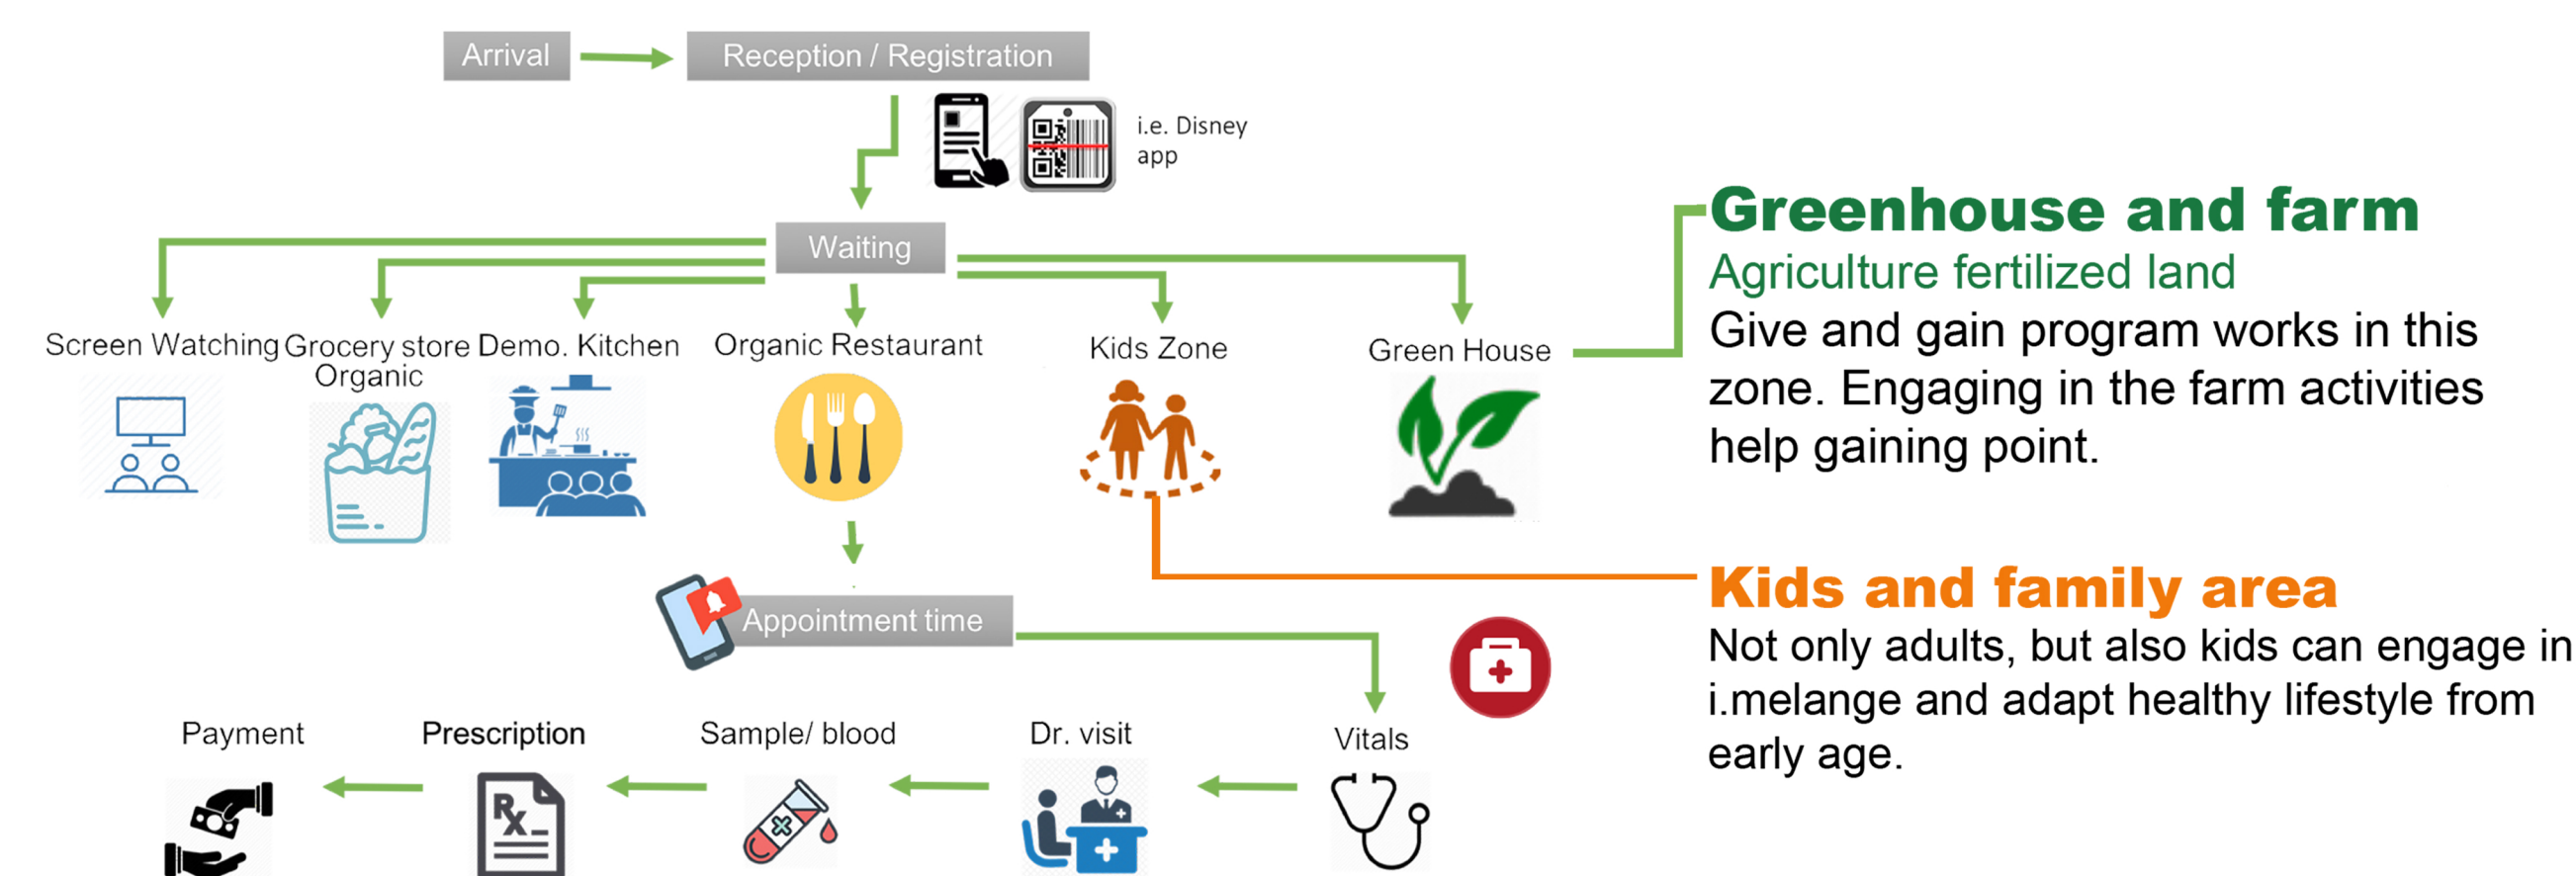 Arrival
Reception / Registration
i.e. Disney
app
Waiting
Screen Watching
Grocery store
Organic
Demo. Kitchen
Organic Restaurant
Kids Zone
Green House
Greenhouse and farm
Agriculture fertilized land
Give and gain program works in this
zone. Engaging in the farm activities
help gaining point.
Appointment time
Kids and family area
Not only adults, but also kids can engage in
i.melange and adapt healthy lifestyle from
early age.
Payment
Prescription
Sample/ blood
Dr. visit
Vitals
Rx